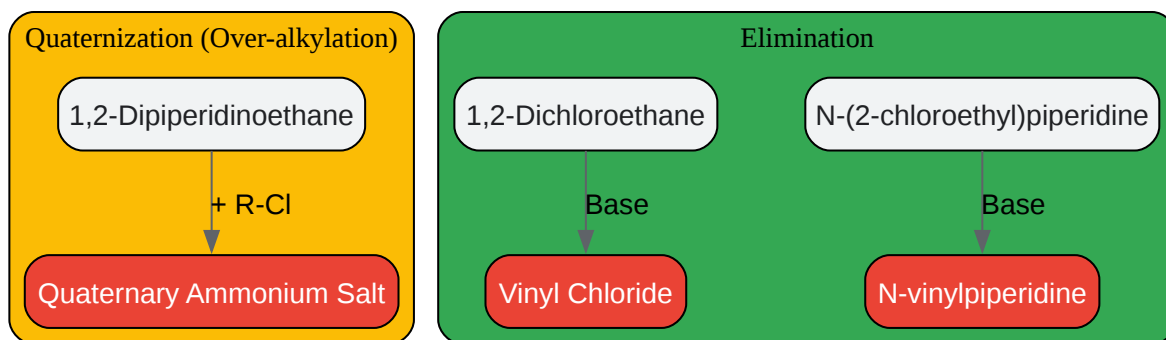 Quaternization (Over-alkylation)
1,2-Dipiperidinoethane
+ R-Cl
Quaternary Ammonium Salt
Elimination
1,2-Dichloroethane
N-(2-chloroethyl)piperidine
Base
Base
Vinyl Chloride
N-vinylpiperidine